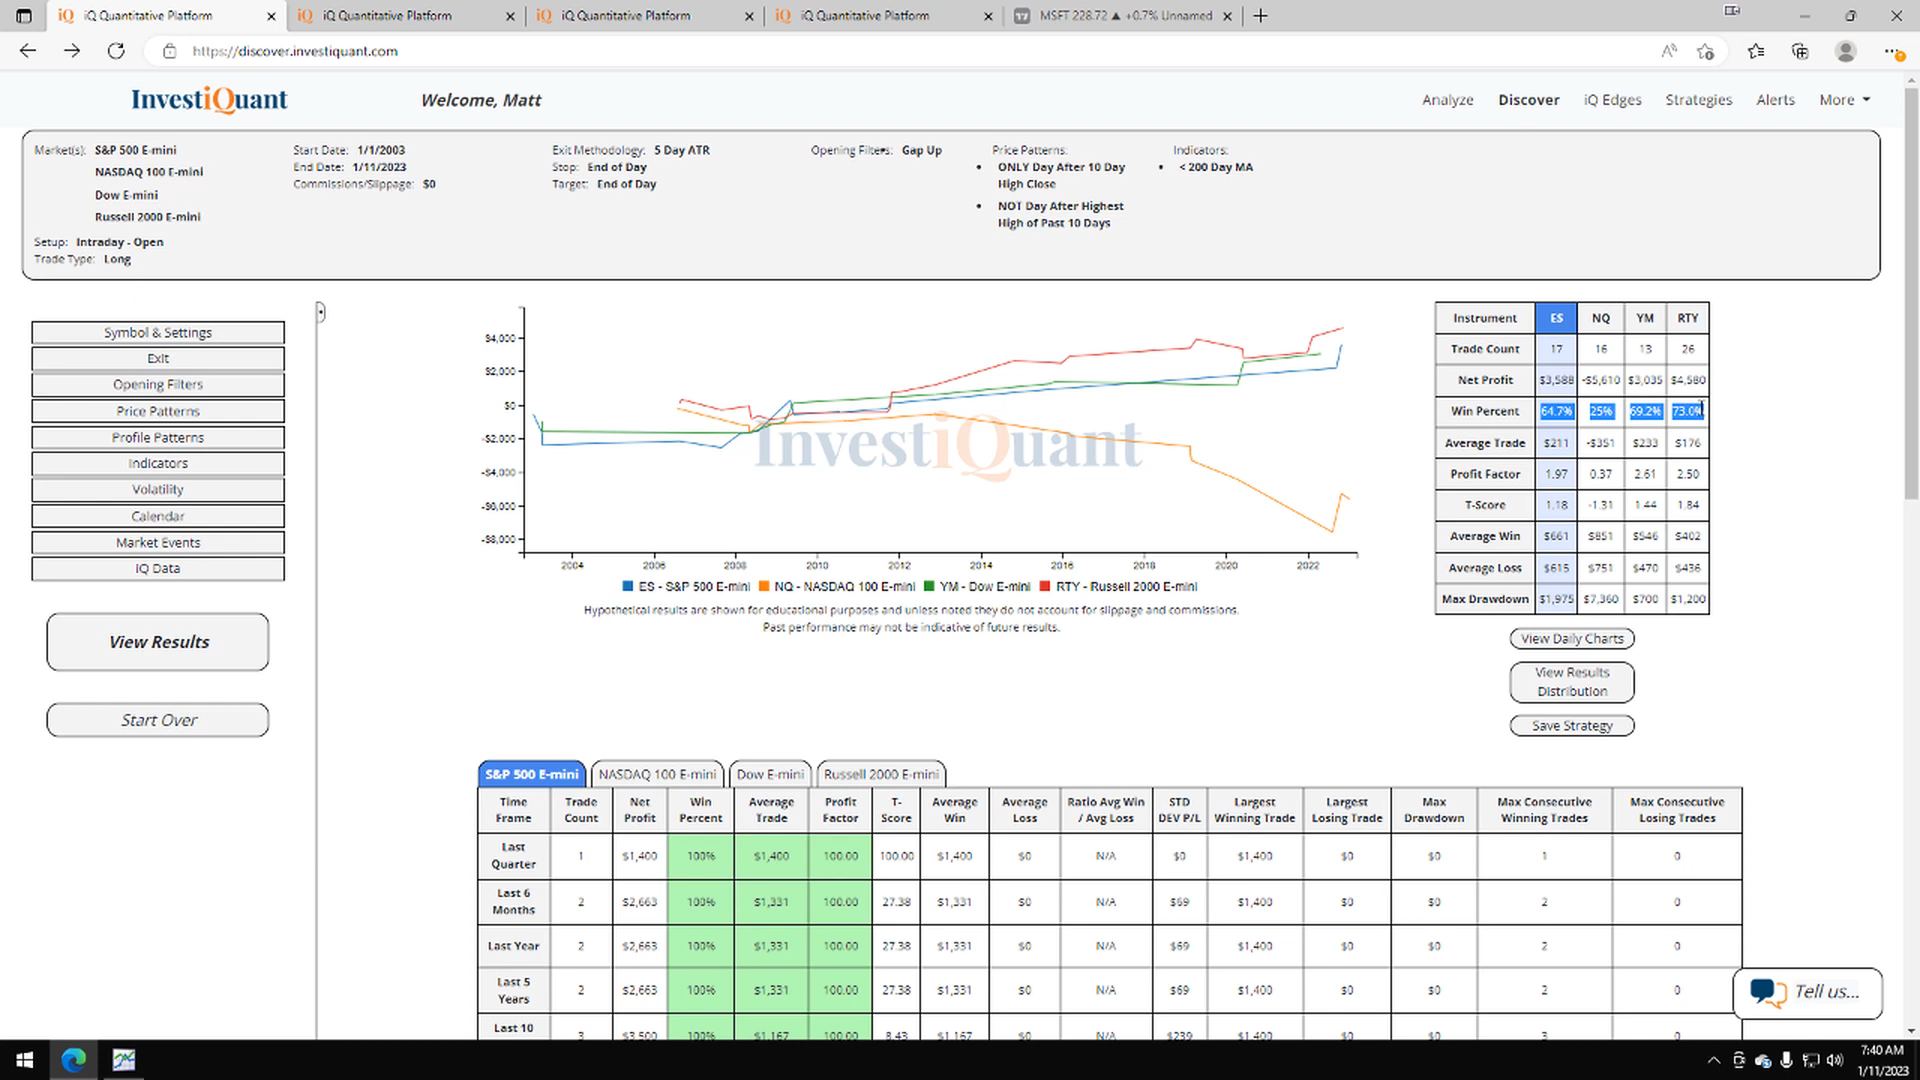 iQ Quantitative Platform
iQ Quantitative Platform
iQ Quantitative Platform
iQ Quantitative Platform
MSFT 228.72 ▲ +0.7% Unnamed
https://discover.investiquant.com
InvestiQuant
Welcome, Matt
Analyze
Discover
iQ Edges
Strategies
Alerts
More
Market(s): S&P 500 E-mini
NASDAQ 100 E-mini
Dow E-mini
Russell 2000 E-mini
Setup: Intraday - Open
Trade Type: Long
Start Date: 1/1/2003
End Date: 1/11/2023
Commissions/Slippage: $0
Exit Methodology: 5 Day ATR
Stop: End of Day
Target: End of Day
Opening Filters: Gap Up
Price Patterns:
• ONLY Day After 10 Day
High Close
• NOT Day After Highest
High of Past 10 Days
Indicators:
• < 200 Day MA
Symbol & Settings
Exit
Opening Filters
Price Patterns
Profile Patterns
Indicators
Volatility
Calendar
Market Events
IQ Data
View Results
Start Over
$4,000
$2,000
$0
-$2,000
-$4,000
-$6,000
-$8,000
InvestiQuant
2004 2006 2008 2010 2012 2014 2016 2018 2020 2022
ES - S&P 500 E-mini NQ - NASDAQ 100 E-mini YM - Dow E-mini RTY - Russell 2000 E-mini
Hypothetical results are shown for educational purposes and unless noted they do not account for slippage and commissions.
Past performance may not be indicative of future results.
Instrument ES NQ YM RTY
Trade Count 17 16 13 26
Net Profit $3,588 -$5,610 $3,035 $4,580
Win Percent 64.7% 25% 69.2% 73.0%
Average Trade $211 -$351 $233 $176
Profit Factor 1.97 0.37 2.61 2.50
T-Score 1.18 -1.31 1.44 1.84
Average Win $661 $851 $546 $402
Average Loss $615 $751 $470 $436
Max Drawdown $1,975 $7,360 $700 $1,200
View Daily Charts
View Results
Distribution
Save Strategy
S&P 500 E-mini NASDAQ 100 E-mini Dow E-mini Russell 2000 E-mini
Time Trade Net Win Average Profit T- Average Average Ratio Avg Win STD Largest Largest Max Max Consecutive Max Consecutive
Frame Count Profit Percent Trade Factor Score Win Loss / Avg Loss DEV P/L Winning Trade Losing Trade Drawdown Winning Trades Losing Trades
Last
Quarter 1 $1,400 100% $1,400 100.00 100.00 $1,400 $0 N/A $0 $1,400 $0 $0 1 0
Last 6
Months 2 $2,663 100% $1,331 100.00 27.38 $1,331 $0 N/A $69 $1,400 $0 $0 2 0
Last Year 2 $2,663 100% $1,331 100.00 27.38 $1,331 $0 N/A $69 $1,400 $0 $0 2 0
Last 5
Years 2 $2,663 100% $1,331 100.00 27.38 $1,331 $0 N/A $69 $1,400 $0 $0 2 0
Last 10 3 $3,500 100% $1,167 100.00 8.43 $1,167 $0 N/A $239 $1,400 $0 $0 3 0
Tell us...
7:40 AM
1/11/2023